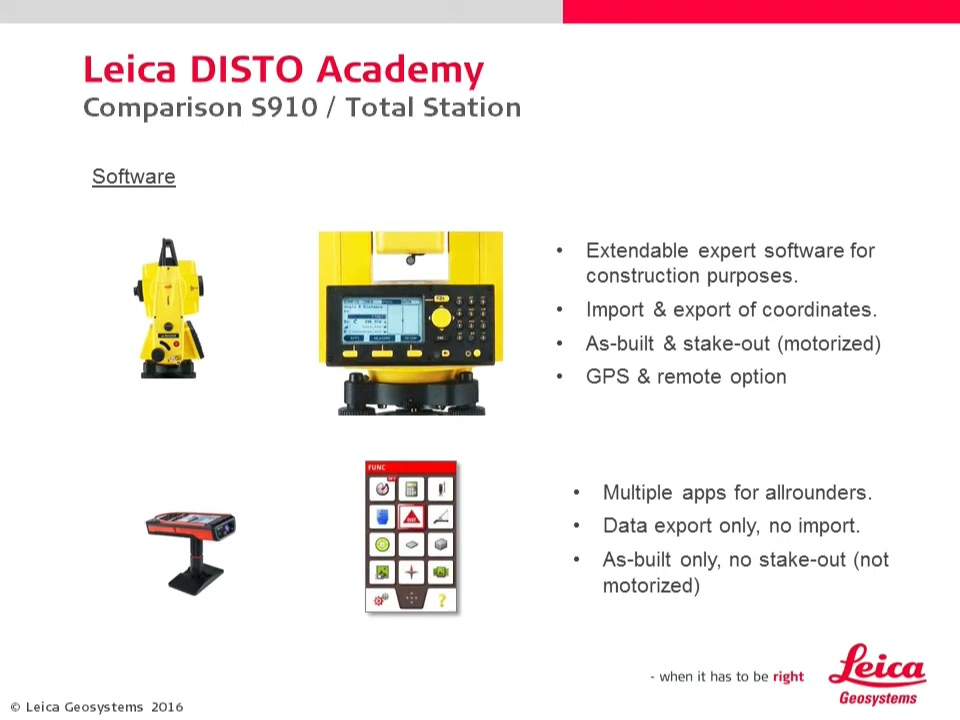 Leica DISTO Academy
Comparison S910 / Total Station
Software
• Extendable expert software for
construction purposes.
• Import & export of coordinates.
• As-built & stake-out (motorized)
• GPS & remote option
FUNC
• Multiple apps for allrounders.
• Data export only, no import.
• As-built only, no stake-out (not
motorized)
- when it has to be right
Leica
Geosystems
© Leica Geosystems 2016